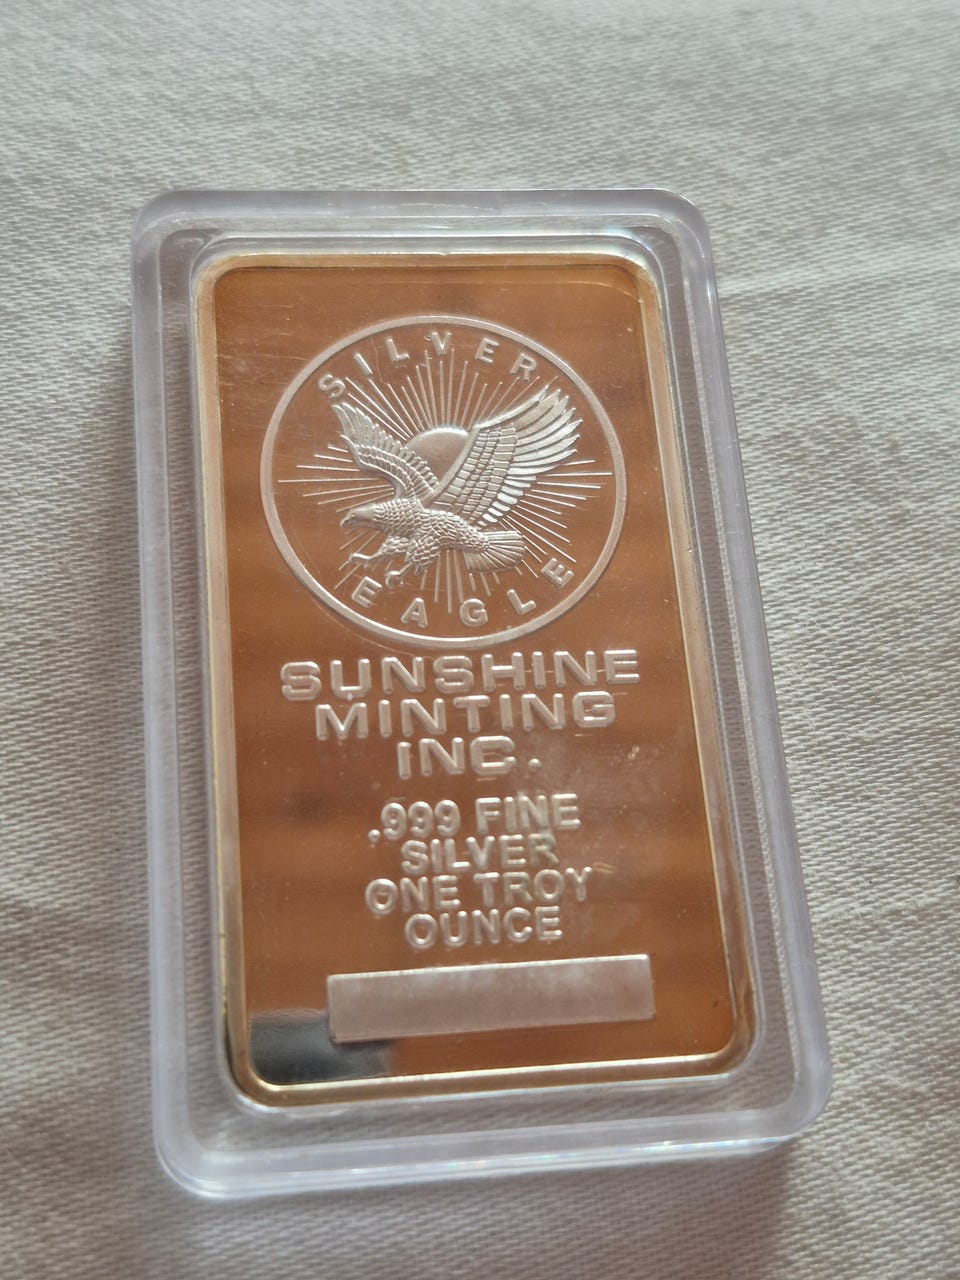 SILVER
EAGLE
SUNSHINE
MINTING
INC.
.999 FINE
SILVER
ONE TROY
OUNCE